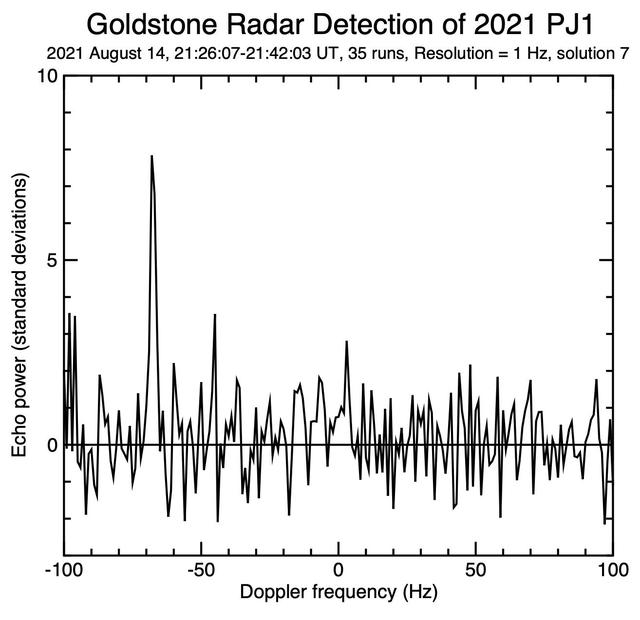 Goldstone Radar Detection of 2021 PJ1
2021 August 14, 21:26:07-21:42:03 UT, 35 runs, Resolution = 1 Hz, solution 7
10
5
0
Echo power (standard deviations)
-100 -50 0 50 100
Doppler frequency (Hz)